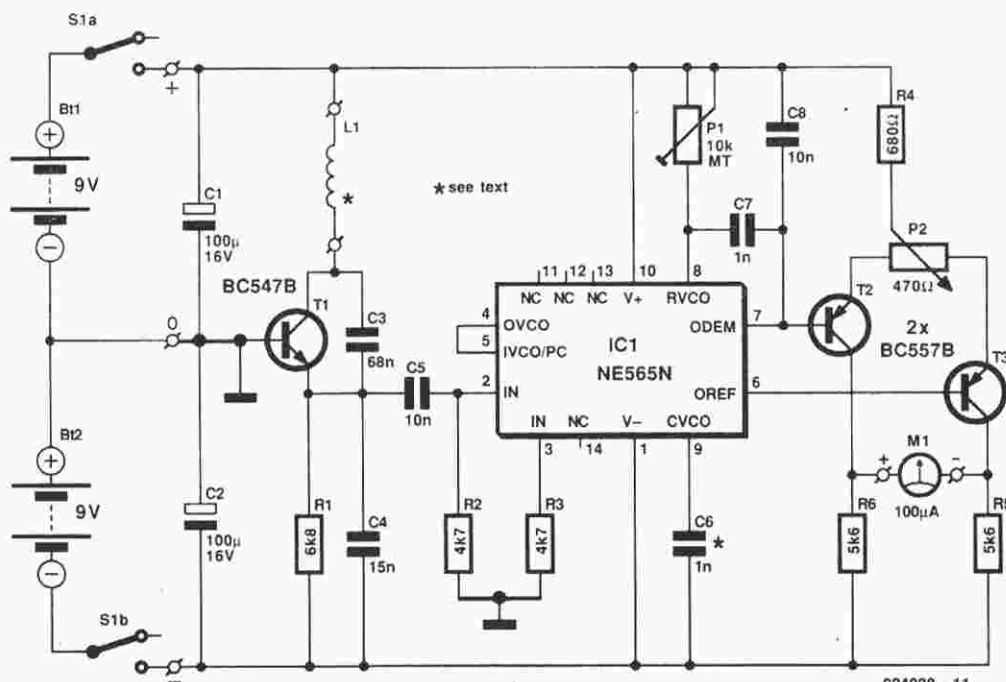 S1a
+
Bt1
+
9V
−
C1
100µ
16V
L1
*
* see text
P1
10k
MT
C8
10n
R4
680Ω
C7
1n
P2
470Ω
BC547B
T1
C3
68n
0
C5
10n
11 12 13 10 8
NC NC NC V+ RVCO
4
OVCO
5
IVCO/PC
2
IN
IC1
NE565N
ODEM
7
OREF
6
IN NC V− CVCO
3 14 1 9
T2
2x
BC557B
T3
Bt2
+
9V
−
C2
100µ
16V
R1
6k8
C4
15n
R2
4k7
R3
4k7
C6
*
1n
M1
+ −
100µA
R6
5k6
R5
5k6
S1b
−